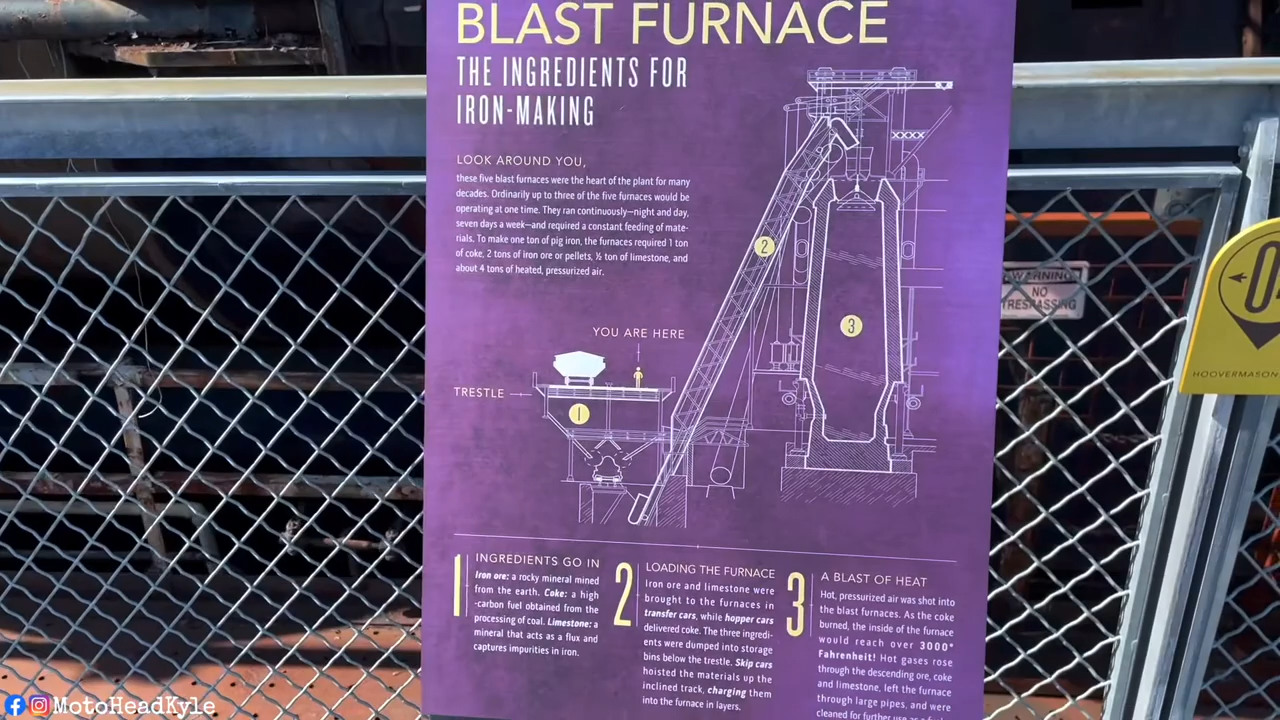 BLAST FURNACE
THE INGREDIENTS FOR
IRON-MAKING
LOOK AROUND YOU,
these five blast furnaces were the heart of the plant for many
decades. Ordinarily up to three of the five furnaces would be
operating at one time. They ran continuously—night and day,
seven days a week—and required a constant feeding of mate-
rials. To make one ton of pig iron, the furnaces required 1 ton
of coke, 2 tons of iron ore or pellets, ½ ton of limestone, and
about 4 tons of heated, pressurized air.
YOU ARE HERE
TRESTLE
1
2
3
1
INGREDIENTS GO IN
Iron ore: a rocky mineral mined
from the earth. Coke: a high
-carbon fuel obtained from the
processing of coal. Limestone: a
mineral that acts as a flux and
captures impurities in iron.
2
LOADING THE FURNACE
Iron ore and limestone were
brought to the furnaces in
transfer cars, while hopper cars
delivered coke. The three ingredi-
ents were dumped into storage
bins below the trestle. Skip cars
hoisted the materials up the
inclined track, charging them
into the furnace in layers.
3
A BLAST OF HEAT
Hot, pressurized air was shot into
the blast furnaces. As the coke
burned, the inside of the furnace
would reach over 3000°
Fahrenheit! Hot gases rose
through the descending ore, coke
and limestone, left the furnace
through large pipes, and were
cleaned for further use as a
WARNING
NO
TRESPASSING
HOOVERMASON
MotoHeadKyle